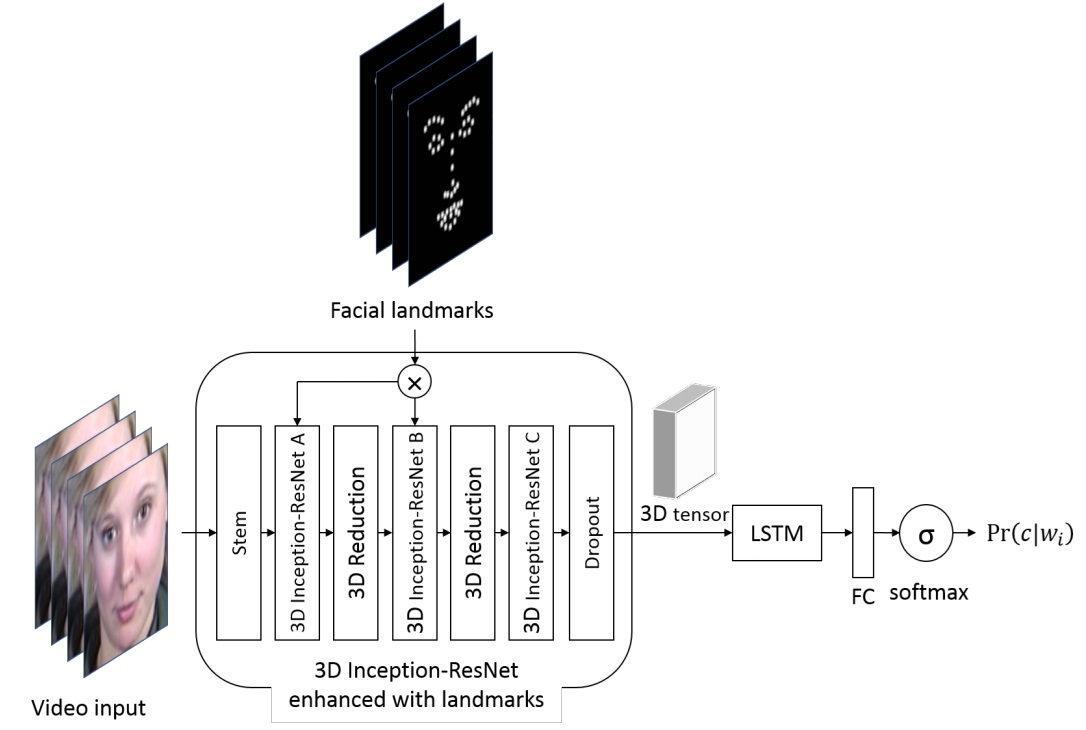 Facial landmarks
×
Stem
3D Inception-ResNet A
3D Reduction
3D Inception-ResNet B
3D Reduction
3D Inception-ResNet C
Dropout
3D tensor
LSTM
FC
σ
softmax
Pr(c|wᵢ)
3D Inception-ResNet
enhanced with landmarks
Video input